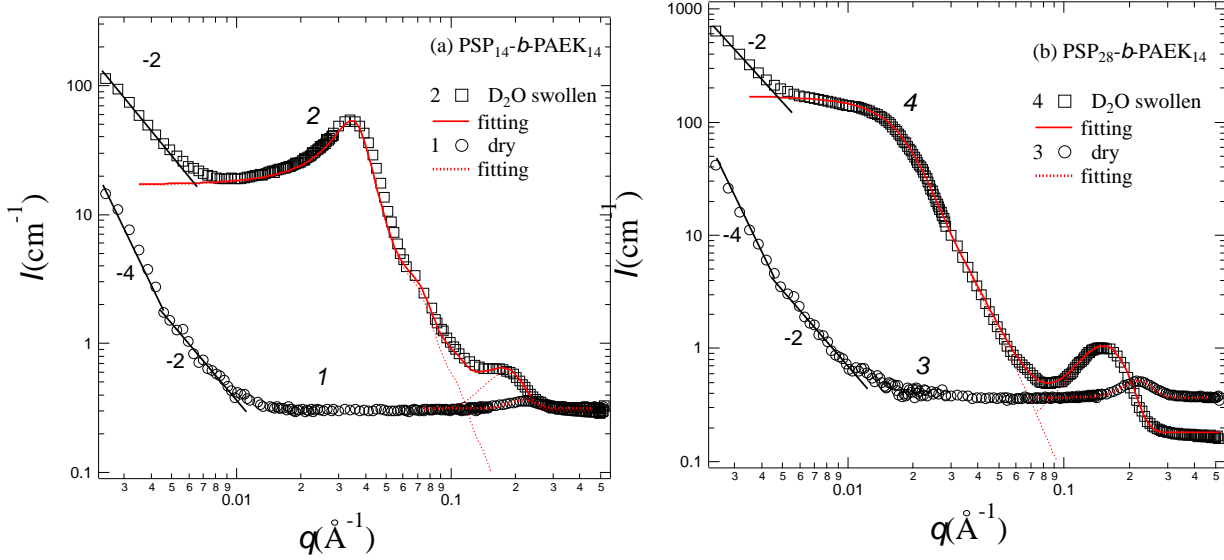 (a) PSP14-b-PAEK14
2 □ D2O swollen
fitting
1 ○ dry
fitting
-2
2
-4
-2
1
100
10
1
0.1
I(cm-1)
3 4 5 6 7 8 9 2 3 4 5 6 7 8 9 2 3 4 5
0.01 0.1
q(Å-1)
(b) PSP28-b-PAEK14
4 □ D2O swollen
fitting
3 ○ dry
fitting
-2
4
-4
-2
3
1000
100
10
1
0.1
I(cm-1)
3 4 5 6 7 8 9 2 3 4 5 6 7 8 9 2 3 4 5
0.01 0.1
q(Å-1)